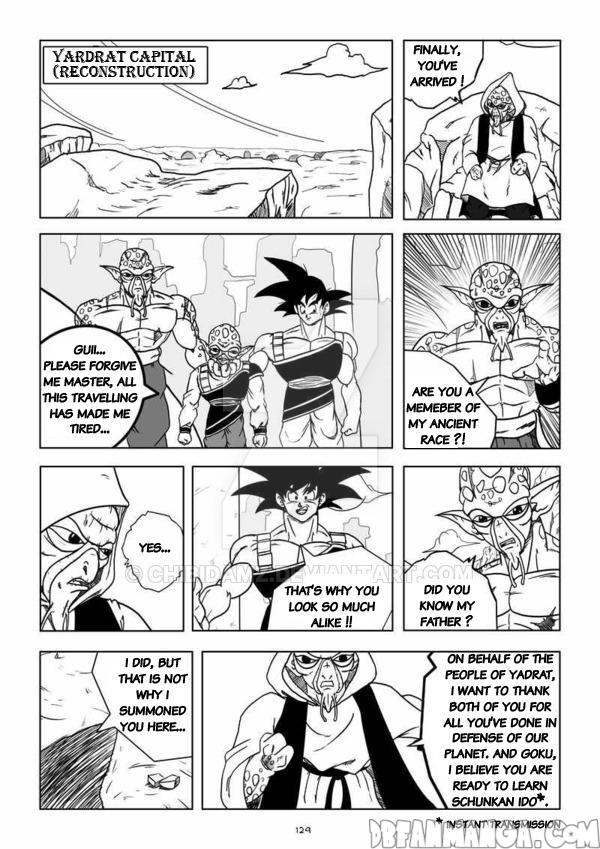 YARDRAT CAPITAL
(RECONSTRUCTION)
FINALLY,
YOU'VE
ARRIVED !
GUII...
PLEASE FORGIVE
ME MASTER, ALL
THIS TRAVELLING
HAS MADE ME
TIRED...
ARE YOU A
MEMEBER OF
MY ANCIENT
RACE ?!
YES...
THAT'S WHY YOU
LOOK SO MUCH
ALIKE !!
DID YOU
KNOW MY
FATHER ?
© CHIBIDAMZ.DEVIANTART.COM
I DID, BUT
THAT IS NOT
WHY I
SUMMONED
YOU HERE...
ON BEHALF OF THE
PEOPLE OF YADRAT,
I WANT TO THANK
BOTH OF YOU FOR
ALL YOU'VE DONE IN
DEFENSE OF OUR
PLANET. AND GOKU,
I BELIEVE YOU ARE
READY TO LEARN
SCHUNKAN IDO*.
* INSTANT TRANSMISSION
129
DBFANMANGA.COM